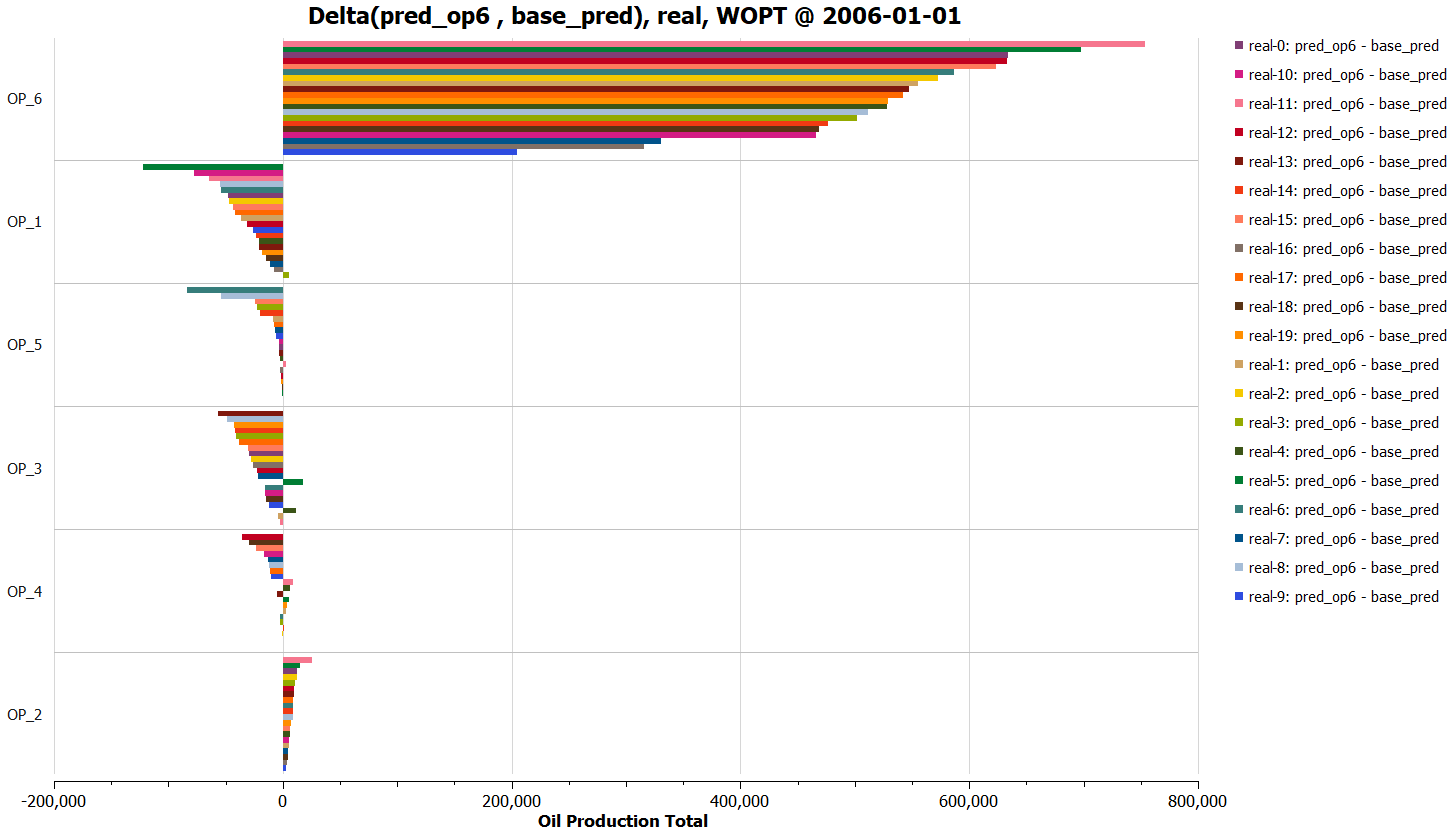 Delta(pred_op6 , base_pred), real, WOPT @ 2006-01-01
OP_6
OP_1
OP_5
OP_3
OP_4
OP_2
-200,000
0
200,000
400,000
600,000
800,000
Oil Production Total
real-0: pred_op6 - base_pred
real-10: pred_op6 - base_pred
real-11: pred_op6 - base_pred
real-12: pred_op6 - base_pred
real-13: pred_op6 - base_pred
real-14: pred_op6 - base_pred
real-15: pred_op6 - base_pred
real-16: pred_op6 - base_pred
real-17: pred_op6 - base_pred
real-18: pred_op6 - base_pred
real-19: pred_op6 - base_pred
real-1: pred_op6 - base_pred
real-2: pred_op6 - base_pred
real-3: pred_op6 - base_pred
real-4: pred_op6 - base_pred
real-5: pred_op6 - base_pred
real-6: pred_op6 - base_pred
real-7: pred_op6 - base_pred
real-8: pred_op6 - base_pred
real-9: pred_op6 - base_pred